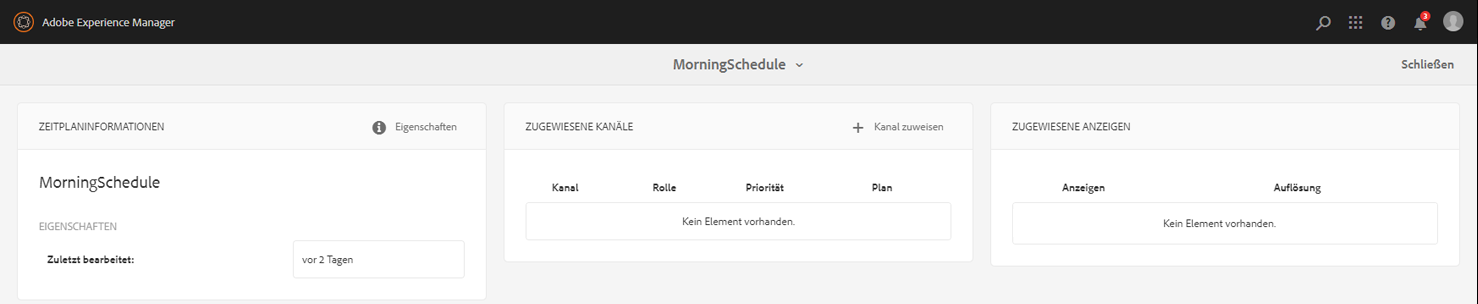 Adobe Experience Manager
3
MorningSchedule
Schließen
ZEITPLANINFORMATIONEN
Eigenschaften
MorningSchedule
EIGENSCHAFTEN
Zuletzt bearbeitet:
vor 2 Tagen
ZUGEWIESENE KANÄLE
Kanal zuweisen
Kanal Rolle Priorität Plan
Kein Element vorhanden.
ZUGEWIESENE ANZEIGEN
Anzeigen Auflösung
Kein Element vorhanden.